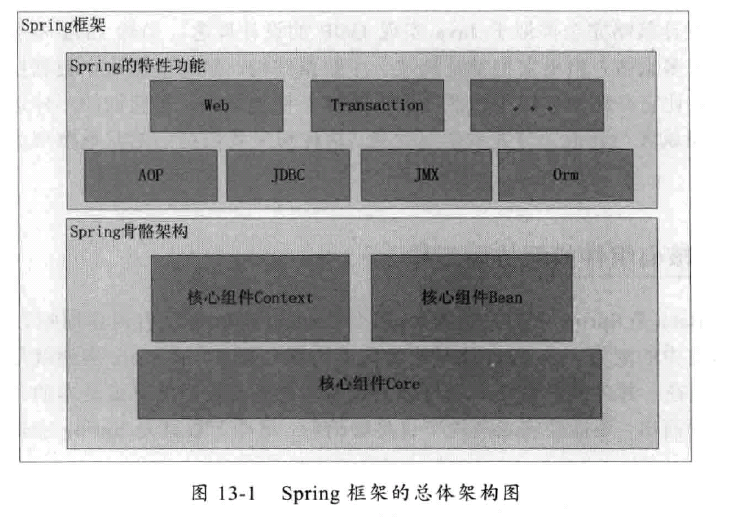 Spring框架
Spring的特性功能
Web Transaction 。。。
AOP JDBC JMX Orm
Spring骨骼架构
核心组件Context 核心组件Bean
核心组件Core
图 13-1 Spring 框架的总体架构图